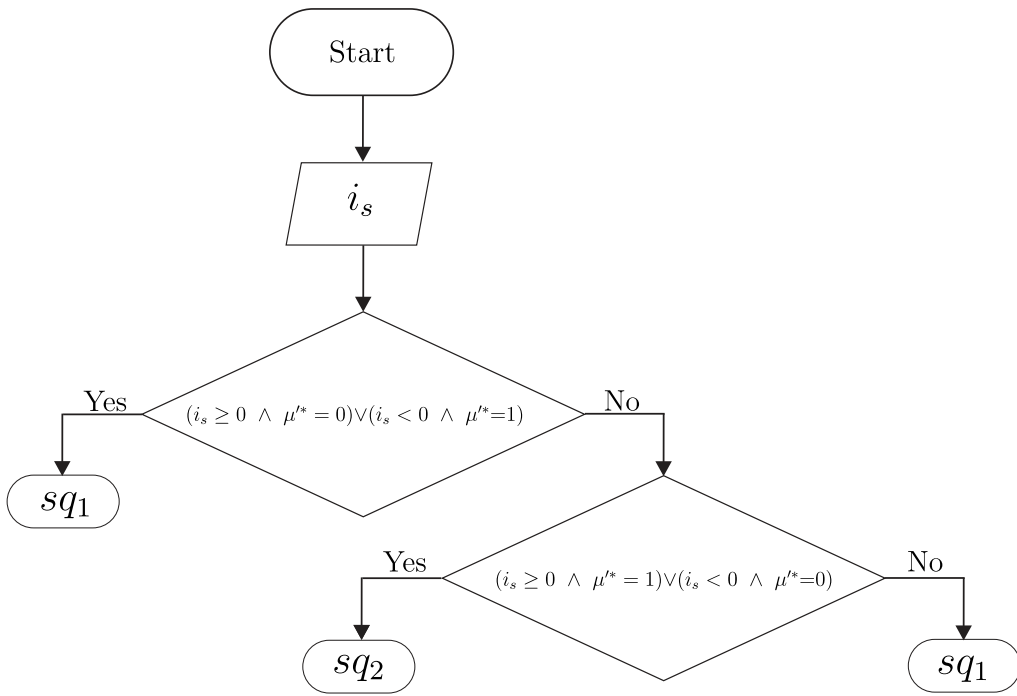 Start
i_s
Yes
(i_s ≥ 0 ∧ μ'* = 0)∨(i_s < 0 ∧ μ'*=1)
No
sq_1
Yes
(i_s ≥ 0 ∧ μ'* = 1)∨(i_s < 0 ∧ μ'*=0)
No
sq_2
sq_1